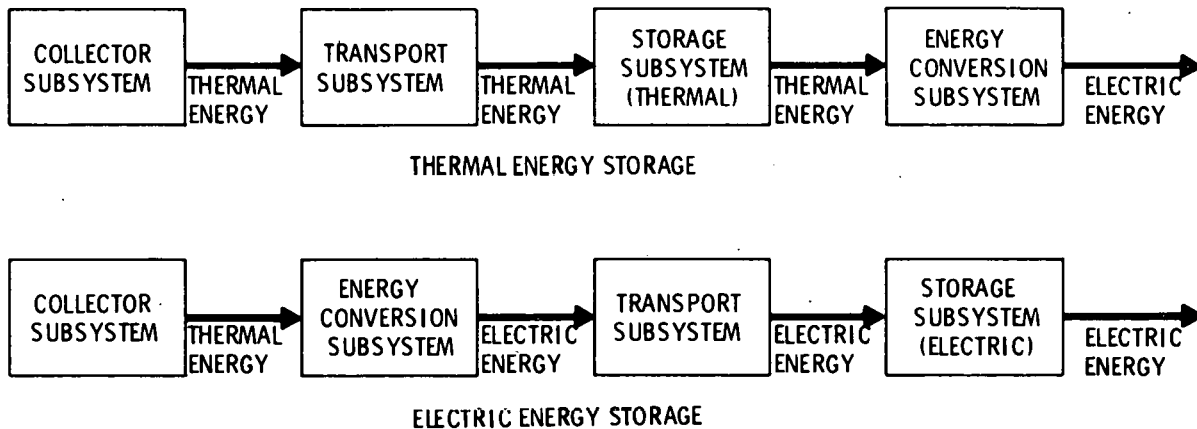 COLLECTOR
SUBSYSTEM
THERMAL
ENERGY
TRANSPORT
SUBSYSTEM
THERMAL
ENERGY
STORAGE
SUBSYSTEM
(THERMAL)
THERMAL
ENERGY
ENERGY
CONVERSION
SUBSYSTEM
ELECTRIC
ENERGY
THERMAL ENERGY STORAGE
COLLECTOR
SUBSYSTEM
THERMAL
ENERGY
ENERGY
CONVERSION
SUBSYSTEM
ELECTRIC
ENERGY
TRANSPORT
SUBSYSTEM
ELECTRIC
ENERGY
STORAGE
SUBSYSTEM
(ELECTRIC)
ELECTRIC
ENERGY
ELECTRIC ENERGY STORAGE